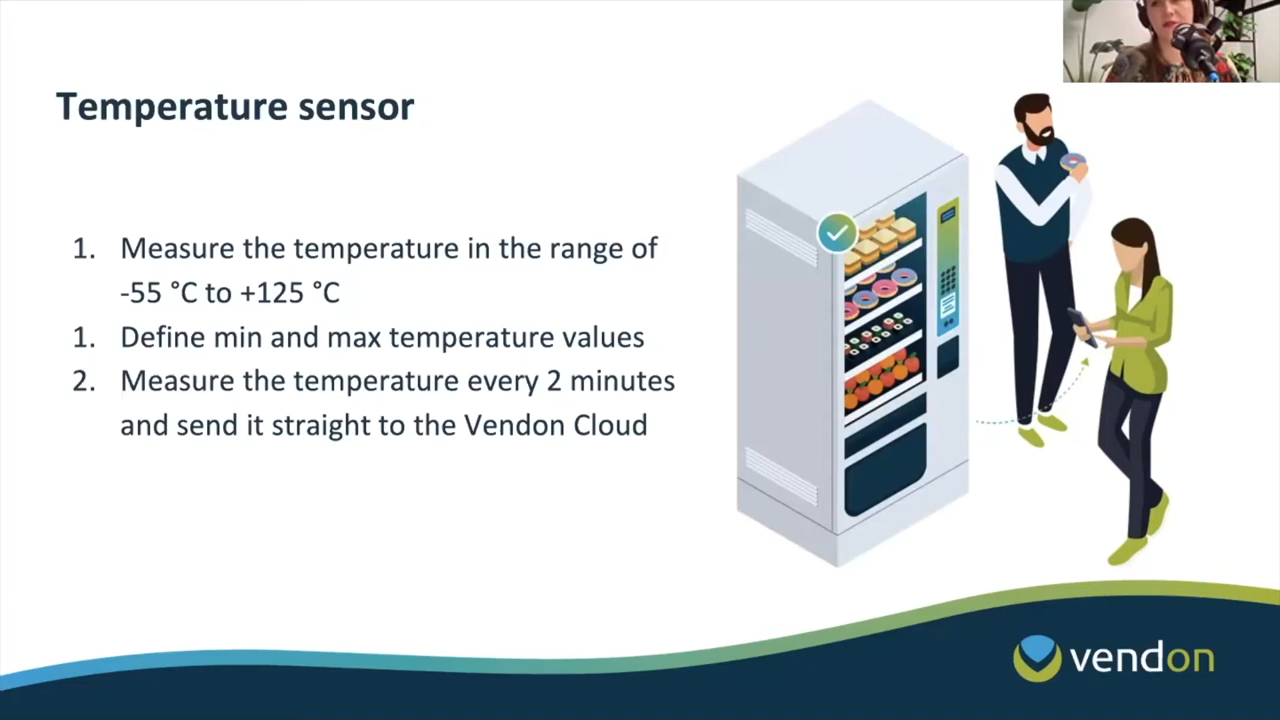 Temperature sensor
1. Measure the temperature in the range of
-55 °C to +125 °C
1. Define min and max temperature values
2. Measure the temperature every 2 minutes
and send it straight to the Vendon Cloud
vendon